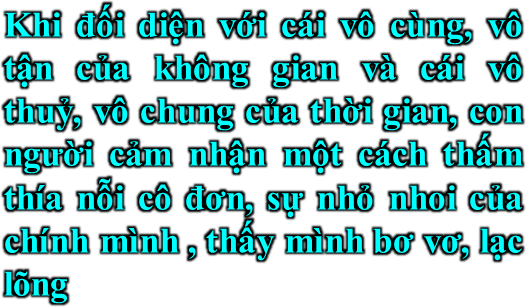 Khi đối diện với cái vô cùng, vô
tận của không gian và cái vô
thuỷ, vô chung của thời gian, con
người cảm nhận một cách thấm
thía nỗi cô đơn, sự nhỏ nhoi của
chính mình , thấy mình bơ vơ, lạc
lõng